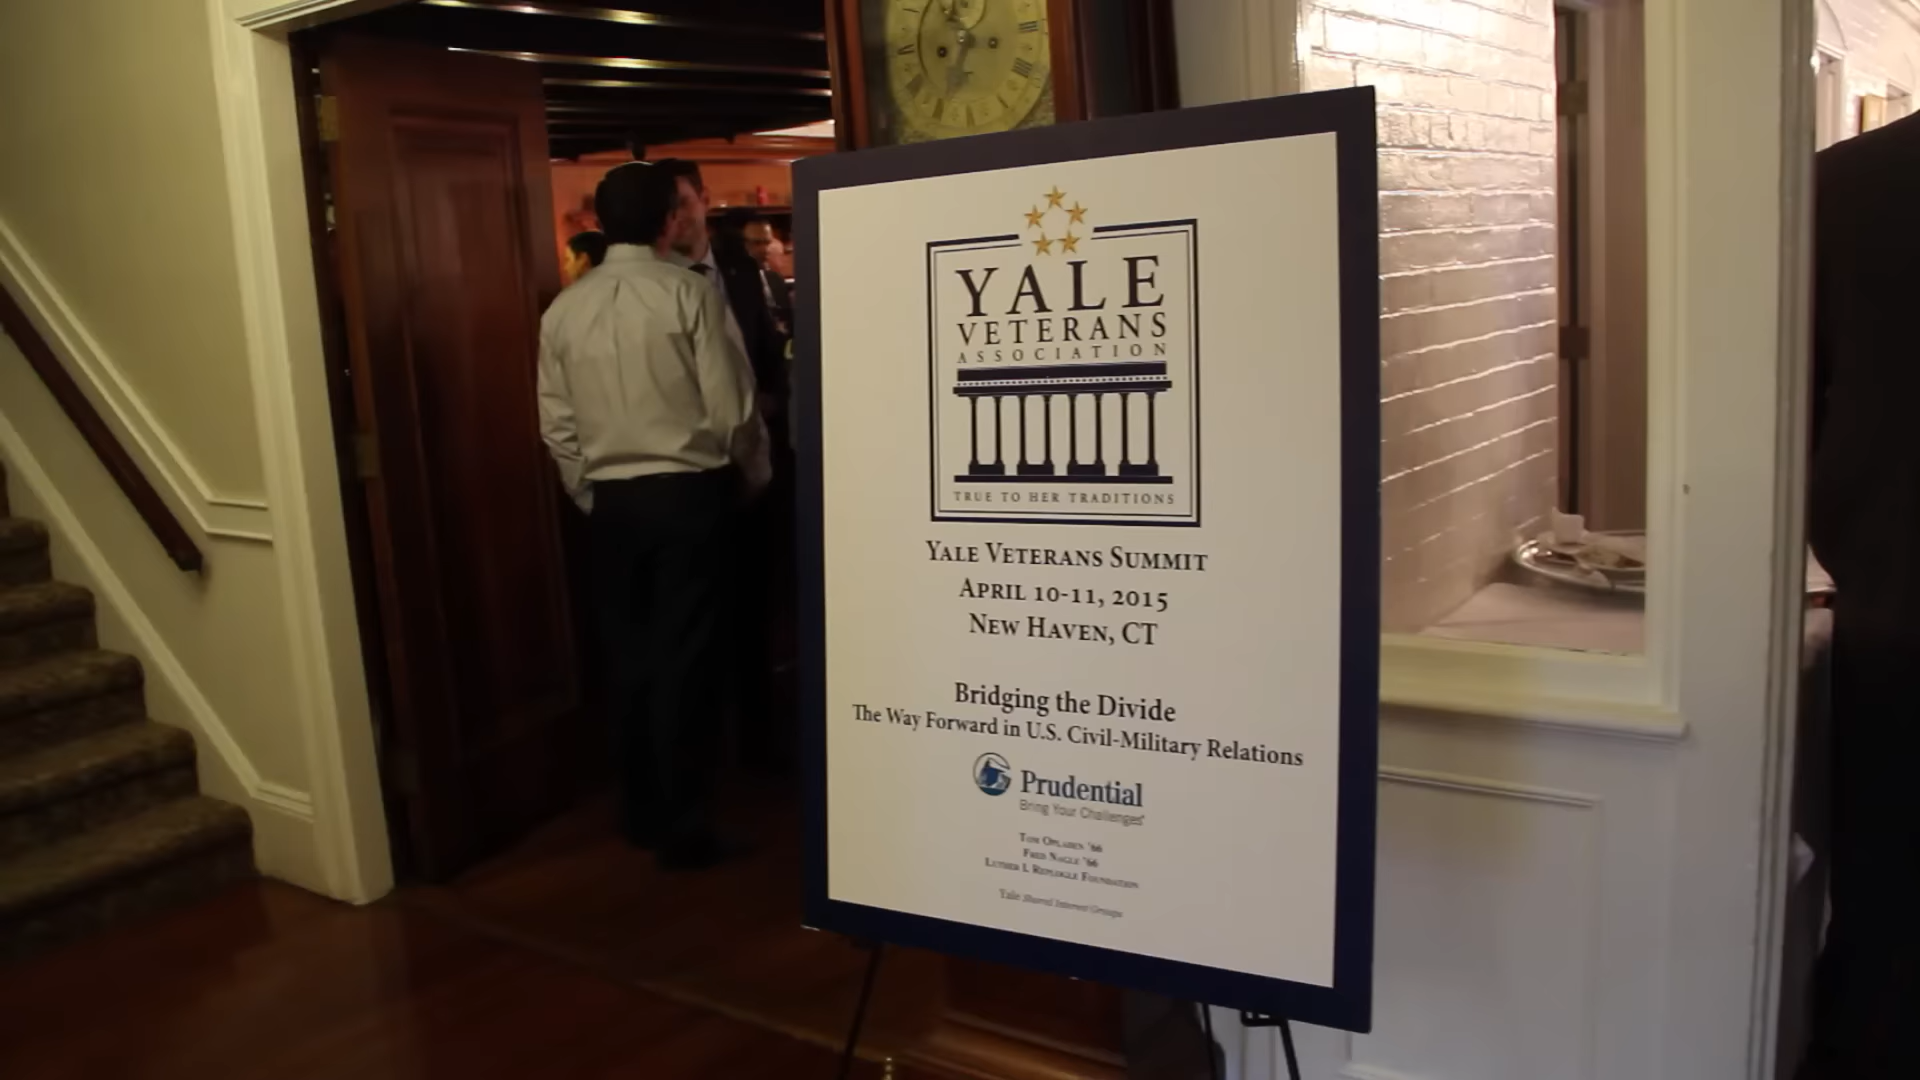 YALE
VETERANS
ASSOCIATION
TRUE TO HER TRADITIONS
YALE VETERANS SUMMIT
APRIL 10-11, 2015
NEW HAVEN, CT
Bridging the Divide
The Way Forward in U.S. Civil-Military Relations
Prudential
Bring Your Challenges®
TOM '66
FRED NAGLE '66
LUTHER I. REPLOGLE FOUNDATION
Yale Shared Interest Groups